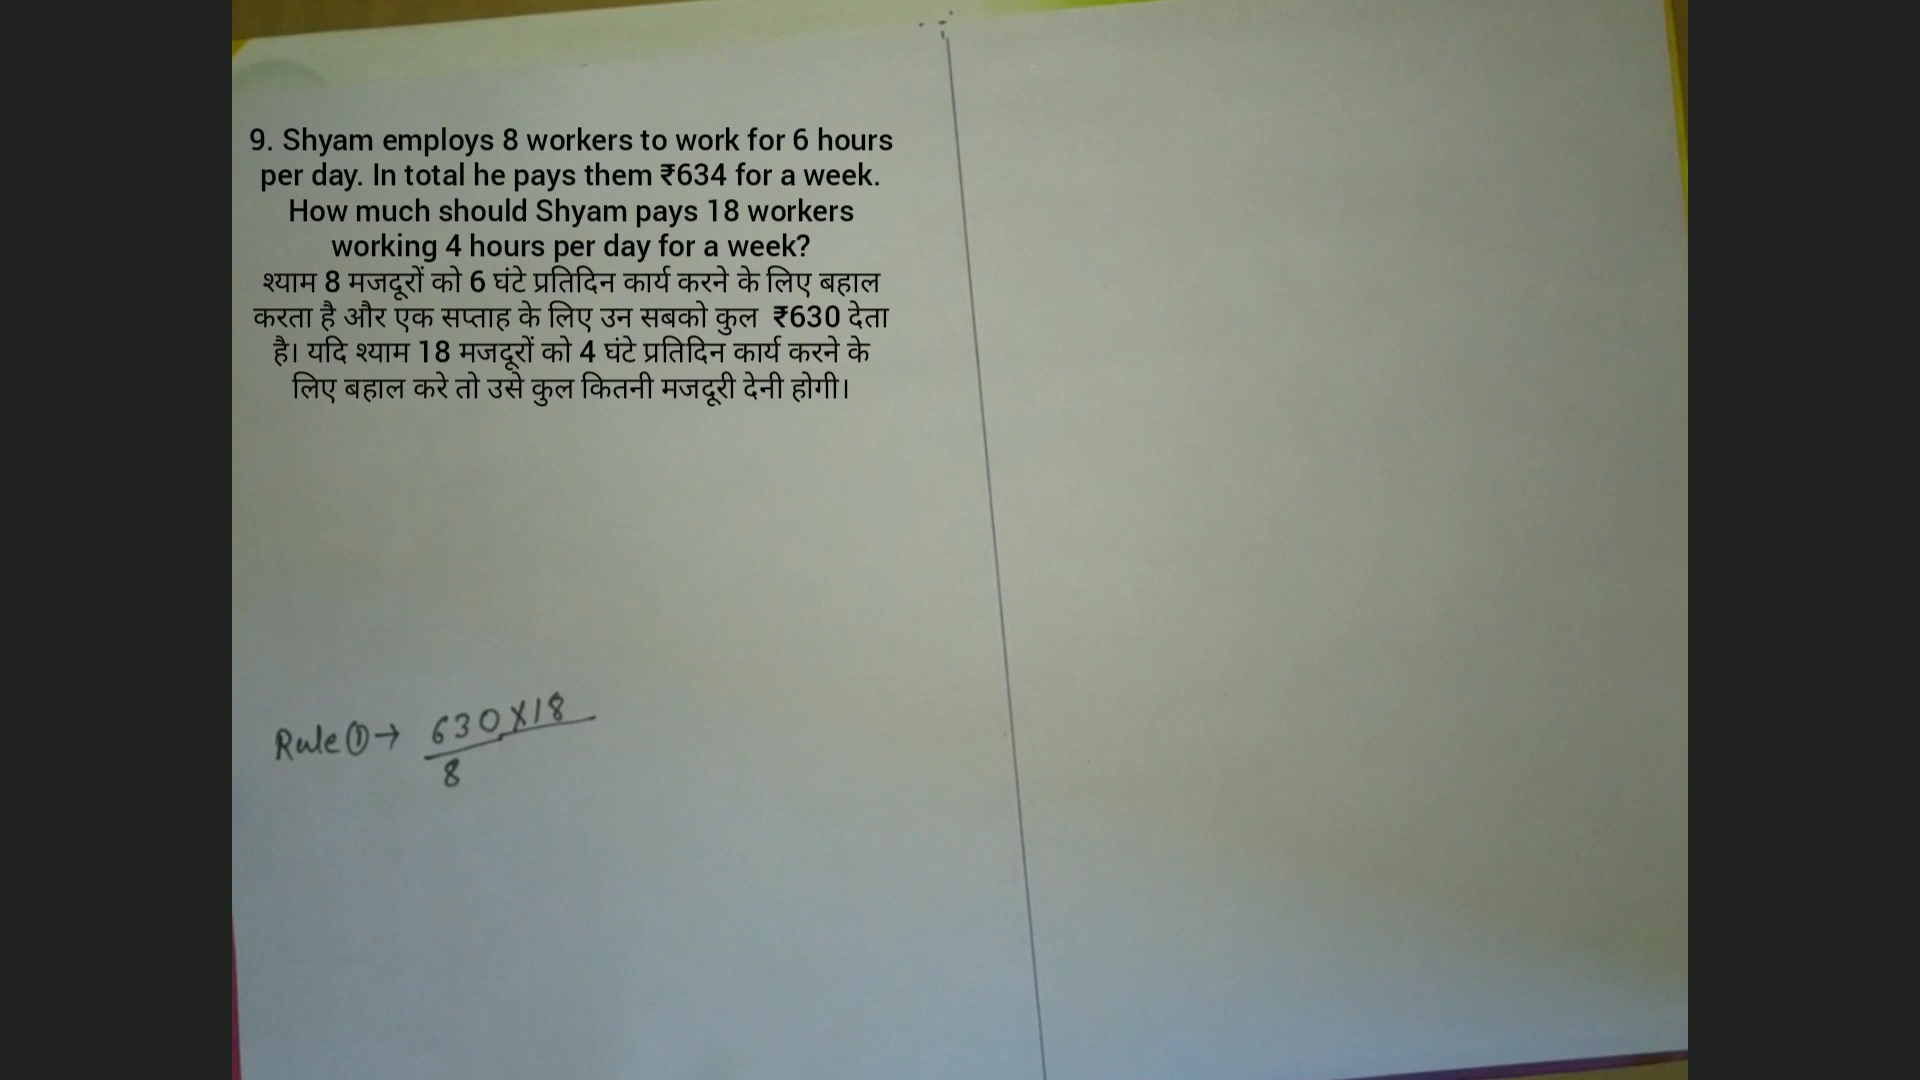 9. Shyam employs 8 workers to work for 6 hours
per day. In total he pays them ₹634 for a week.
How much should Shyam pays 18 workers
working 4 hours per day for a week?
श्याम 8 मजदूरों को 6 घंटे प्रतिदिन कार्य करने के लिए बहाल
करता है और एक सप्ताह के लिए उन सबको कुल ₹630 देता
है। यदि श्याम 18 मजदूरों को 4 घंटे प्रतिदिन कार्य करने के
लिए बहाल करे तो उसे कुल कितनी मजदूरी देनी होगी।
Rule ① → 630 X 18
8